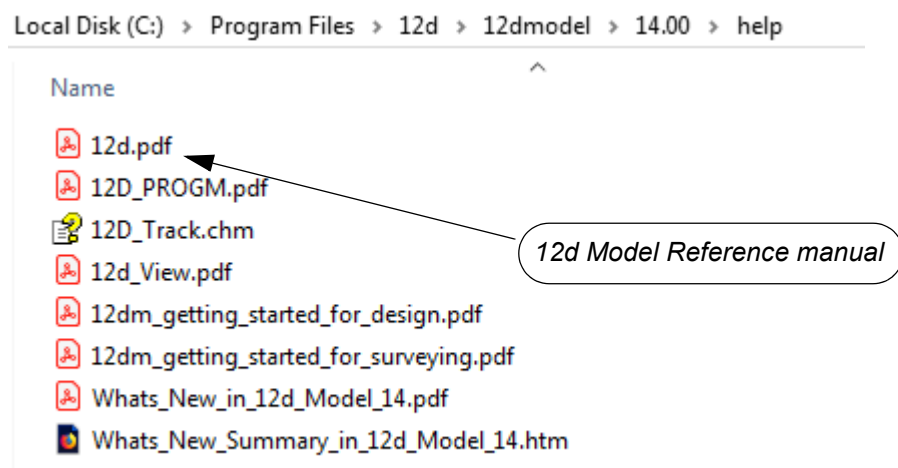 Local Disk (C:) > Program Files > 12d > 12dmodel > 14.00 > help
Name
12d.pdf
12D_PROGM.pdf
12D_Track.chm
12d Model Reference manual
12d_View.pdf
12dm_getting_started_for_design.pdf
12dm_getting_started_for_surveying.pdf
Whats_New_in_12d_Model_14.pdf
Whats_New_Summary_in_12d_Model_14.htm